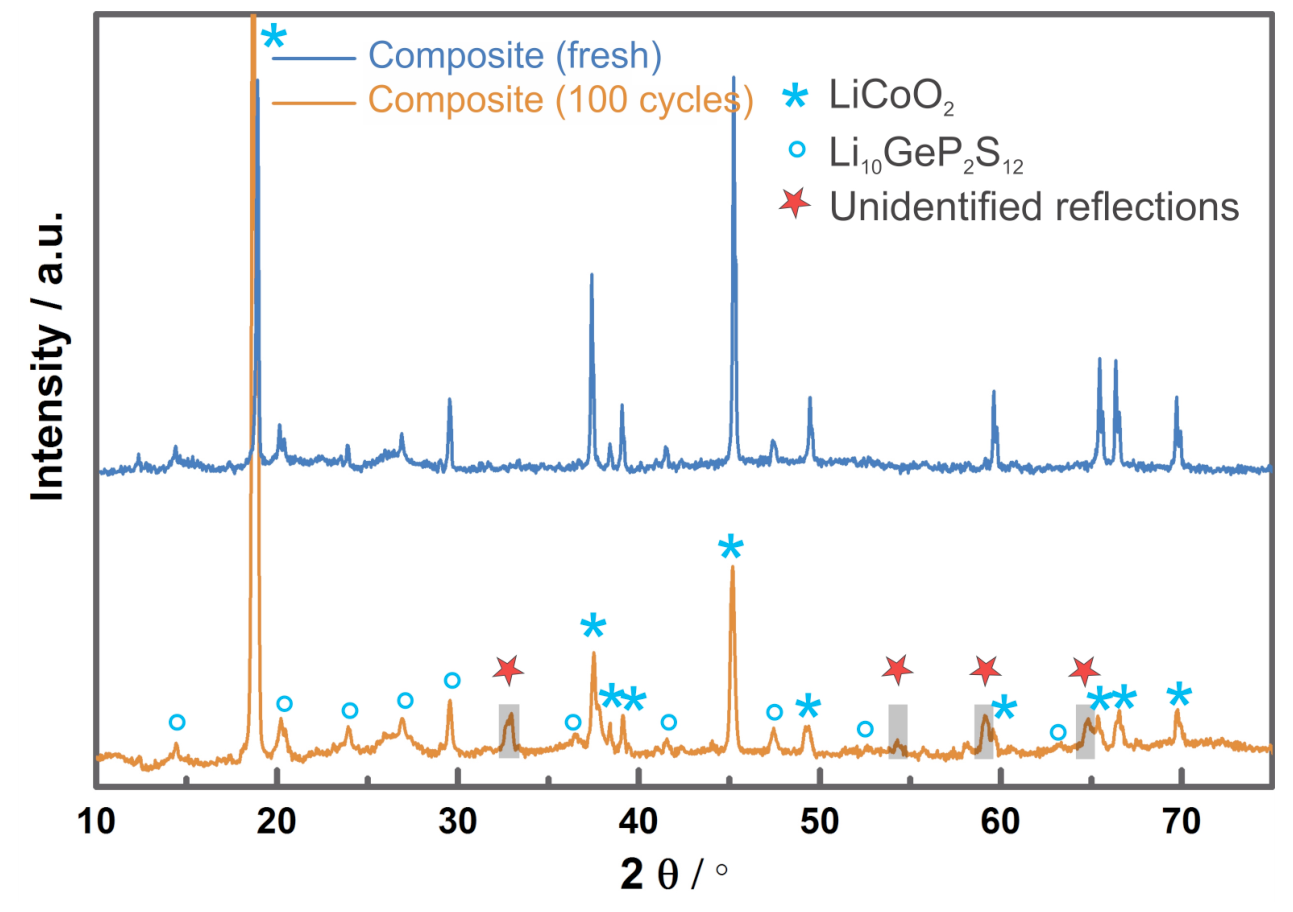 Composite (fresh)
Composite (100 cycles)
* LiCoO₂
Li₁₀GeP₂S₁₂
Unidentified reflections
Intensity / a.u.
10 20 30 40 50 60 70
2 θ / °